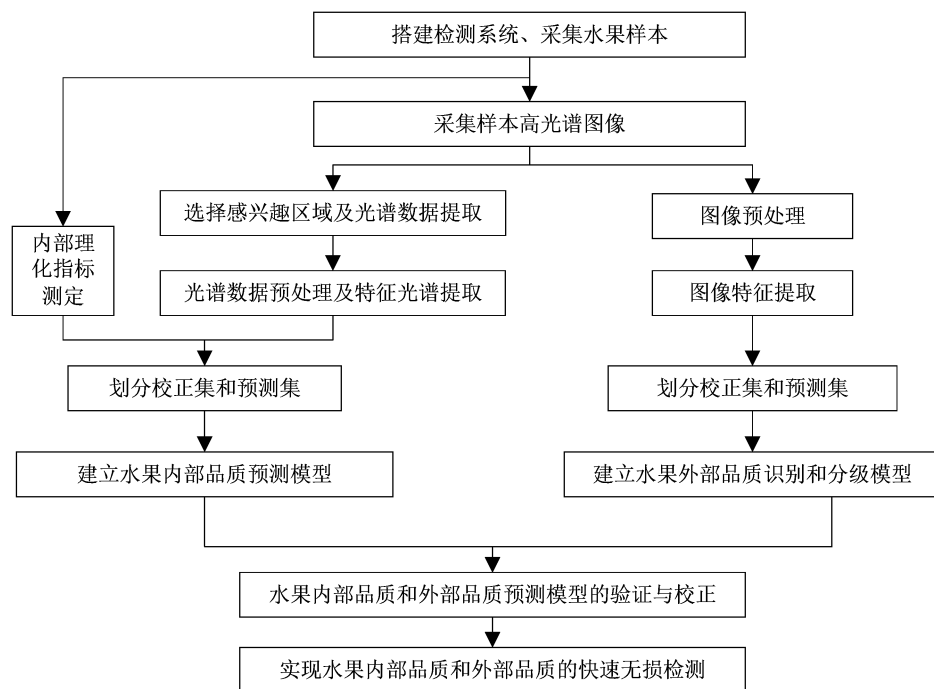 搭建检测系统、采集水果样本
采集样本高光谱图像
选择感兴趣区域及光谱数据提取
图像预处理
内部理
化指标
测定
光谱数据预处理及特征光谱提取
图像特征提取
划分校正集和预测集
划分校正集和预测集
建立水果内部品质预测模型
建立水果外部品质识别和分级模型
水果内部品质和外部品质预测模型的验证与校正
实现水果内部品质和外部品质的快速无损检测